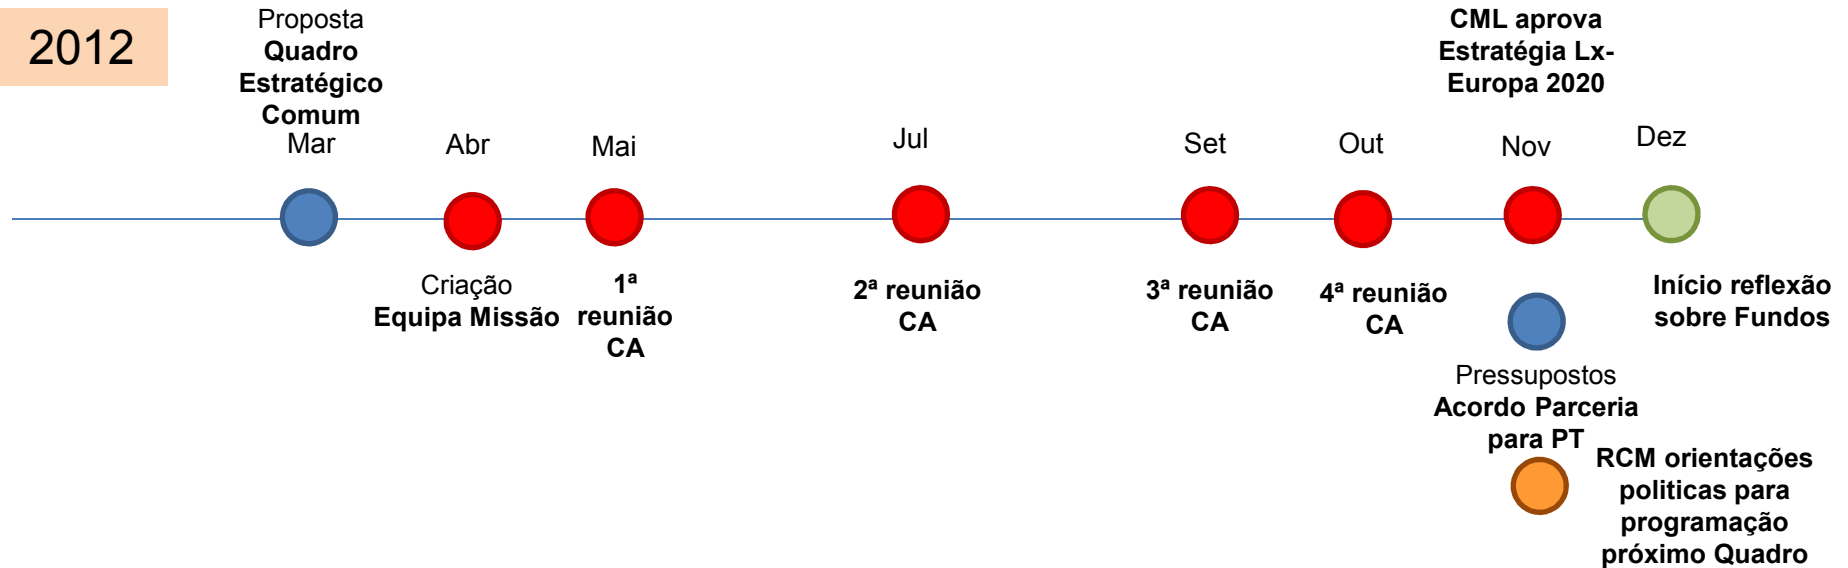 2012
Proposta
Quadro
Estratégico
Comum
Mar
Abr
Mai
Jul
Set
Out
CML aprova
Estratégia Lx-
Europa 2020
Nov
Dez
Criação
Equipa Missão
1ª
reunião
CA
2ª reunião
CA
3ª reunião
CA
4ª reunião
CA
Início reflexão
sobre Fundos
Pressupostos
Acordo Parceria
para PT
RCM orientações
politicas para
programação
próximo Quadro